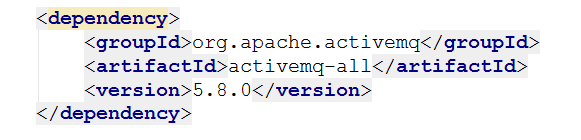 <dependency>
<groupId>org.apache.activemq</groupId>
<artifactId>activemq-all</artifactId>
<version>5.8.0</version>
</dependency>